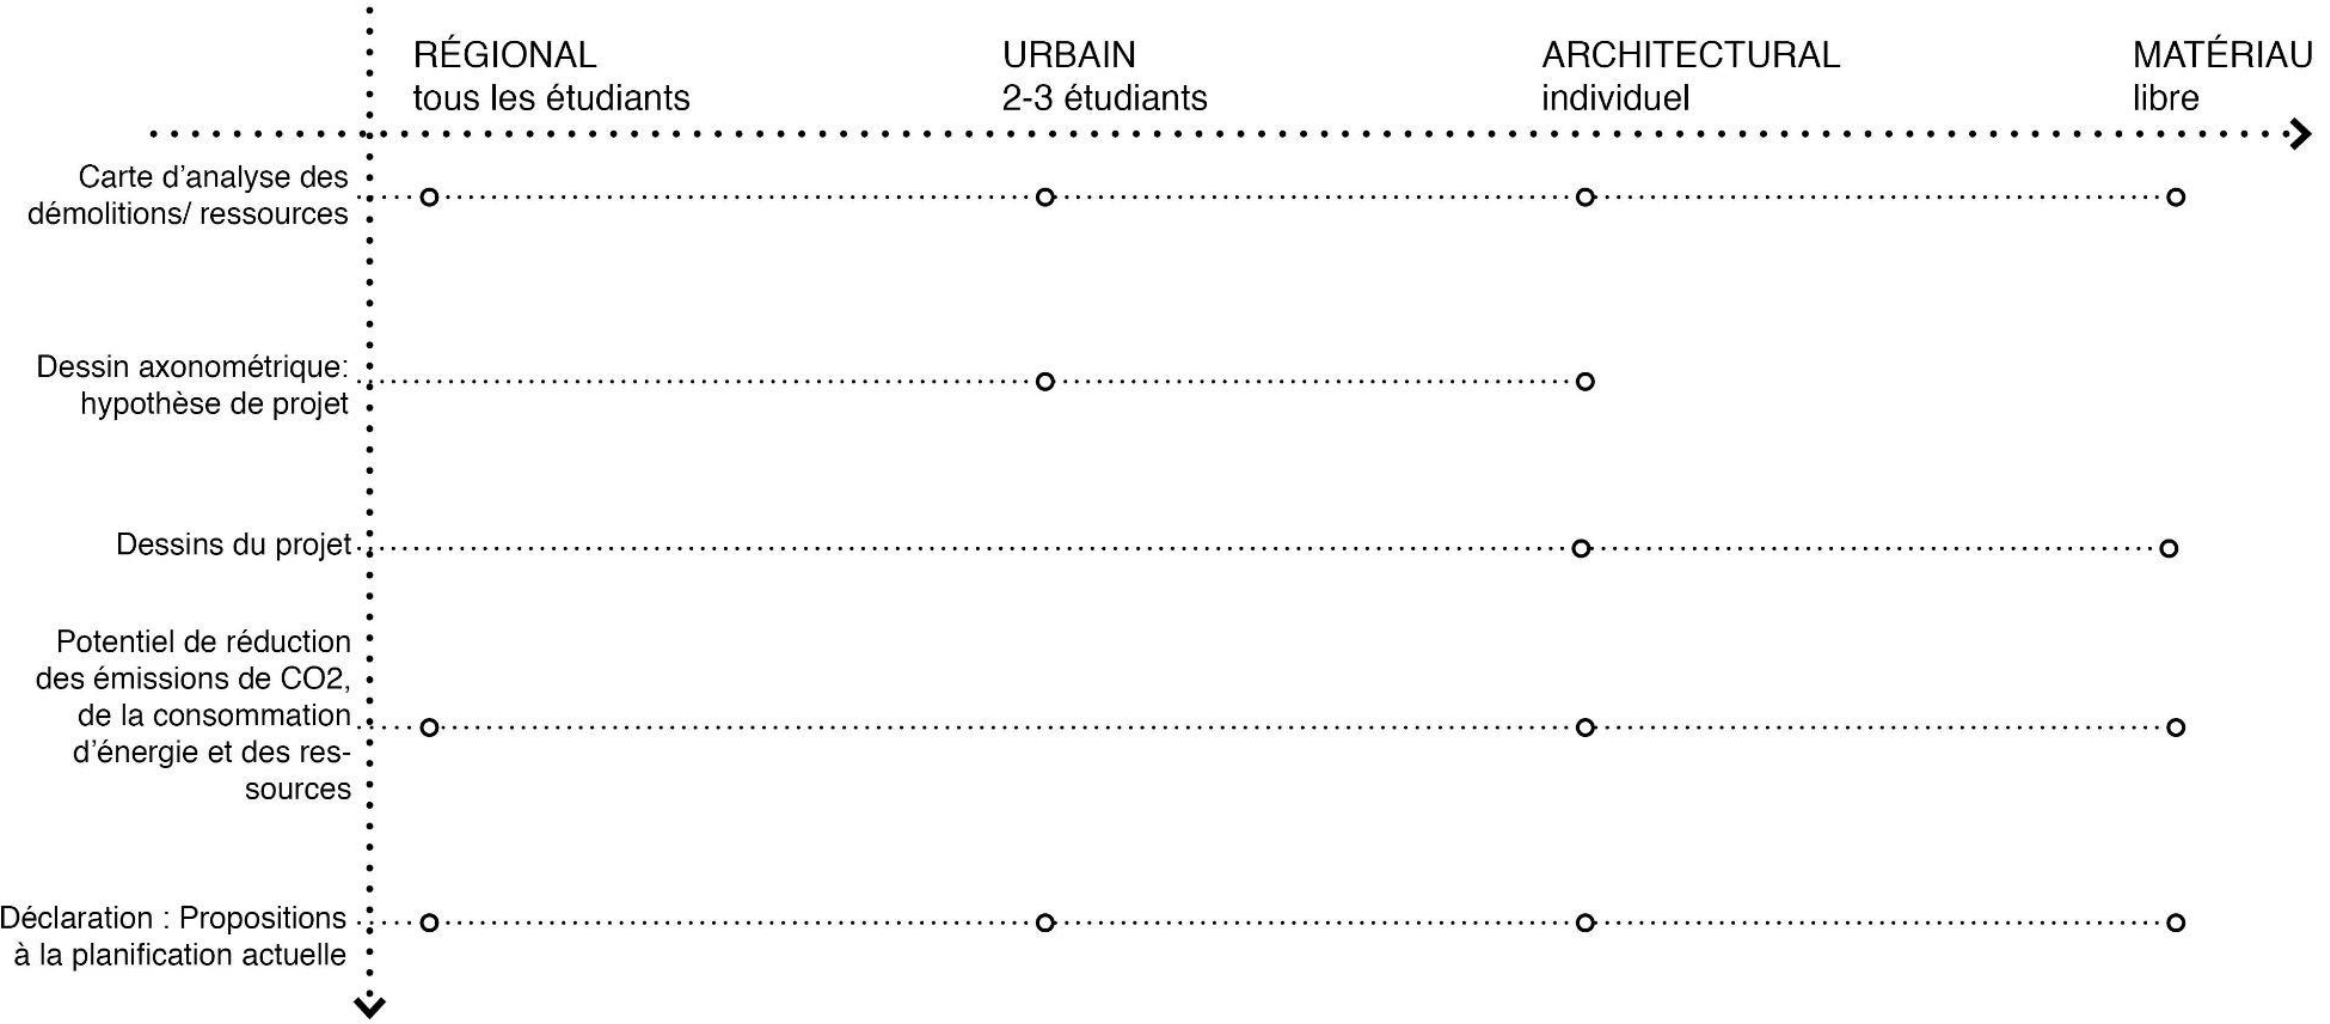 RÉGIONAL
tous les étudiants
URBAIN
2-3 étudiants
ARCHITECTURAL
individuel
MATÉRIAU
libre
Carte d’analyse des
démolitions/ ressources
Dessin axonométrique:
hypothèse de projet
Dessins du projet
Potentiel de réduction
des émissions de CO2,
de la consommation
d’énergie et des res-
sources
Déclaration : Propositions
à la planification actuelle